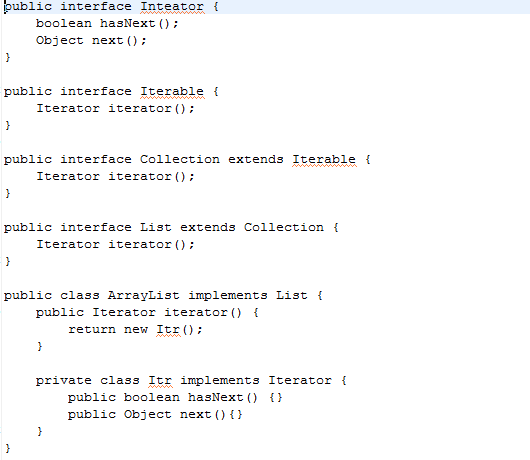 public interface Inteator {
boolean hasNext();
Object next();
}
public interface Iterable {
Iterator iterator();
}
public interface Collection extends Iterable {
Iterator iterator();
}
public interface List extends Collection {
Iterator iterator();
}
public class ArrayList implements List {
public Iterator iterator() {
return new Itr();
}
private class Itr implements Iterator {
public boolean hasNext() {}
public Object next(){}
}
}